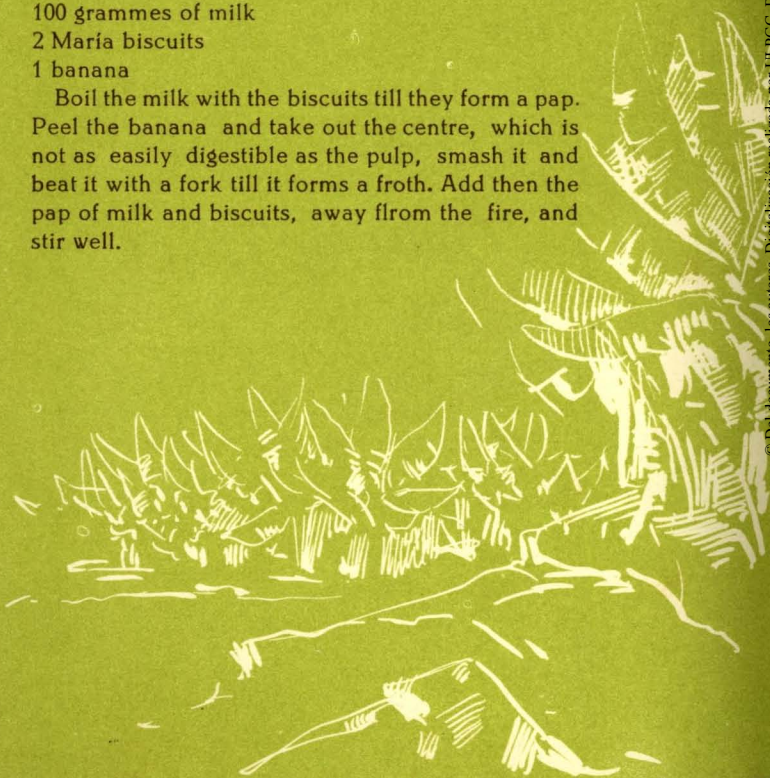 100 grammes of milk
2 María biscuits
1 banana
Boil the milk with the biscuits till they form a pap.
Peel the banana and take out the centre, which is
not as easily digestible as the pulp, smash it and
beat it with a fork till it forms a froth. Add then the
pap of milk and biscuits, away flrom the fire, and
stir well.